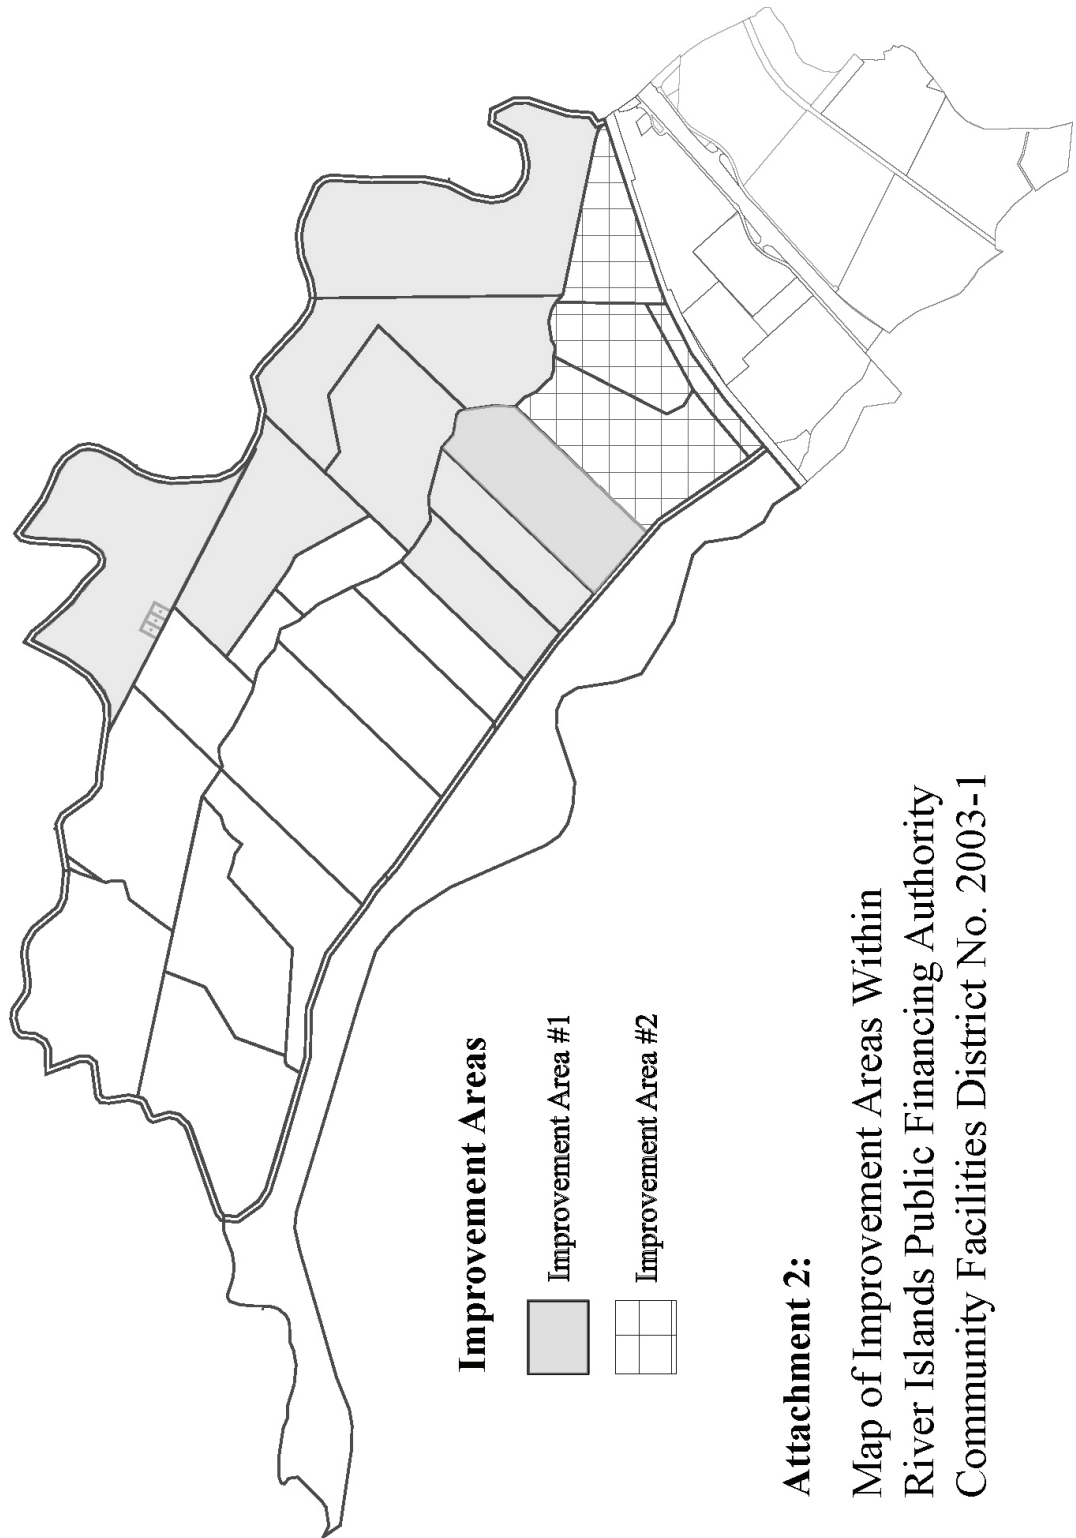 Improvement Areas
Improvement Area #1
Improvement Area #2
Attachment 2:
Map of Improvement Areas Within
River Islands Public Financing Authority
Community Facilities District No. 2003-1